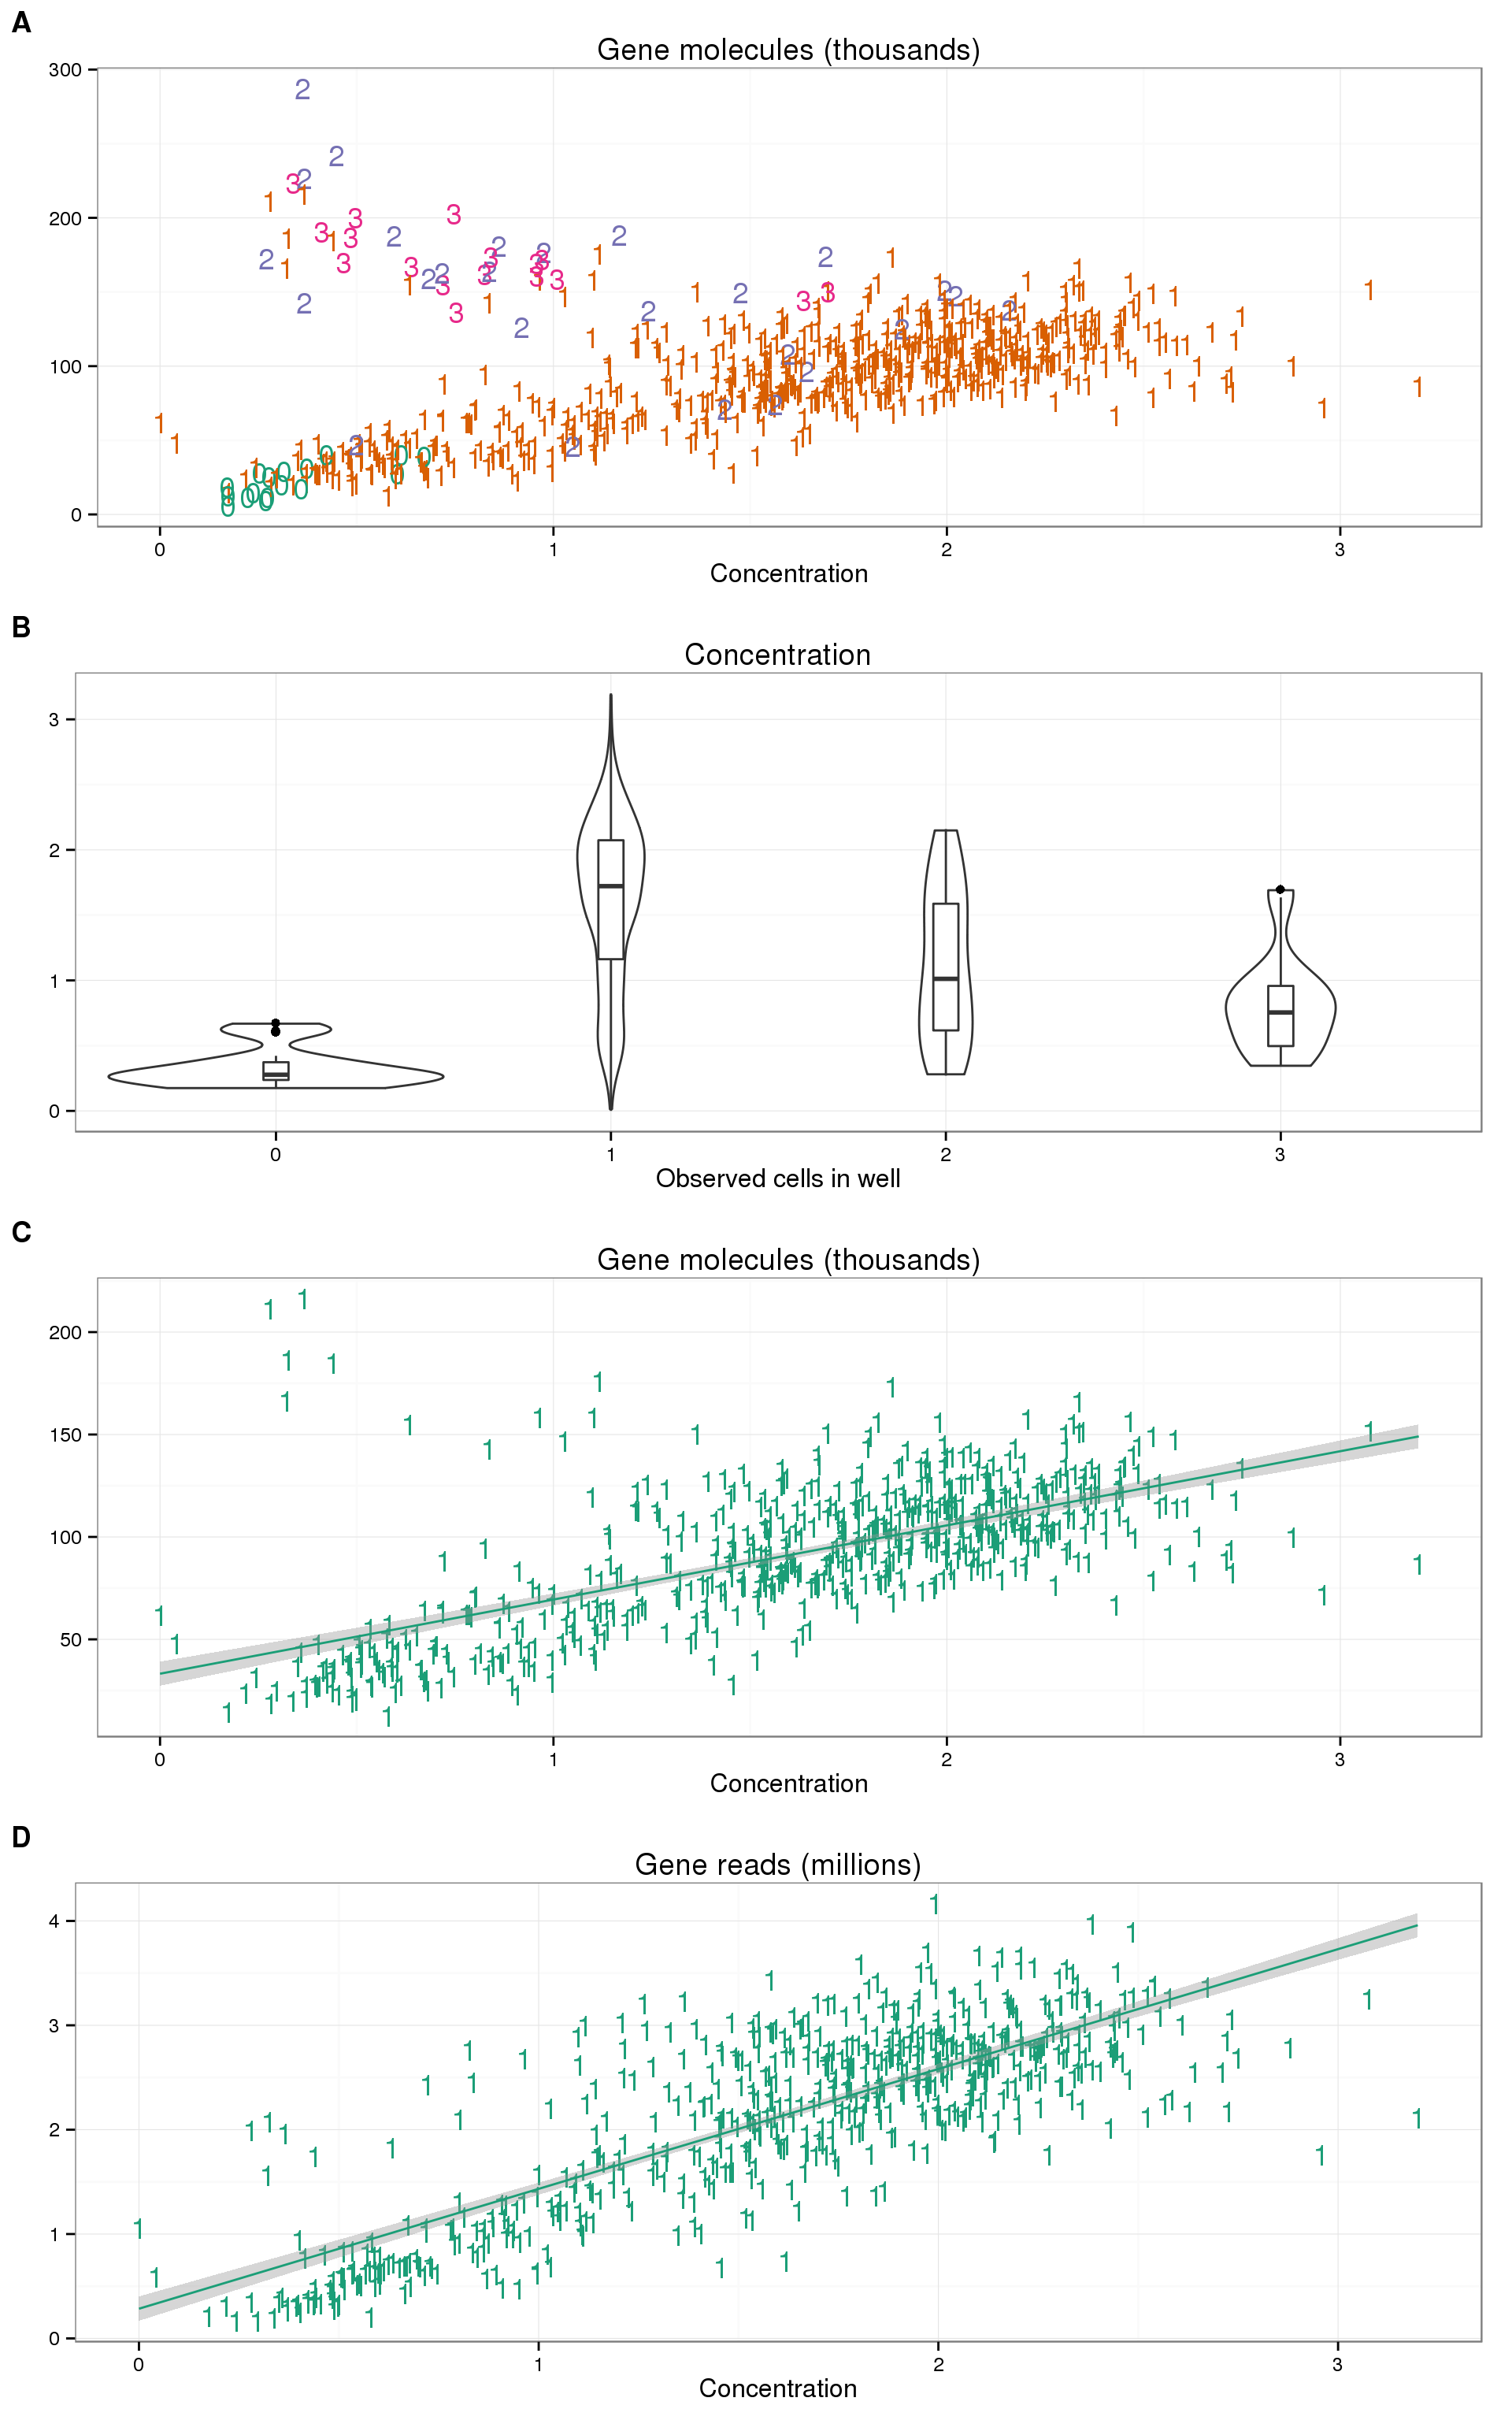 A
Gene molecules (thousands)
300
200
100
0
0 1 2 3
Concentration
B
Concentration
3
2
1
0
0 1 2 3
Observed cells in well
C
Gene molecules (thousands)
200
150
100
50
0 1 2 3
Concentration
D
Gene reads (millions)
4
3
2
1
0
0 1 2 3
Concentration